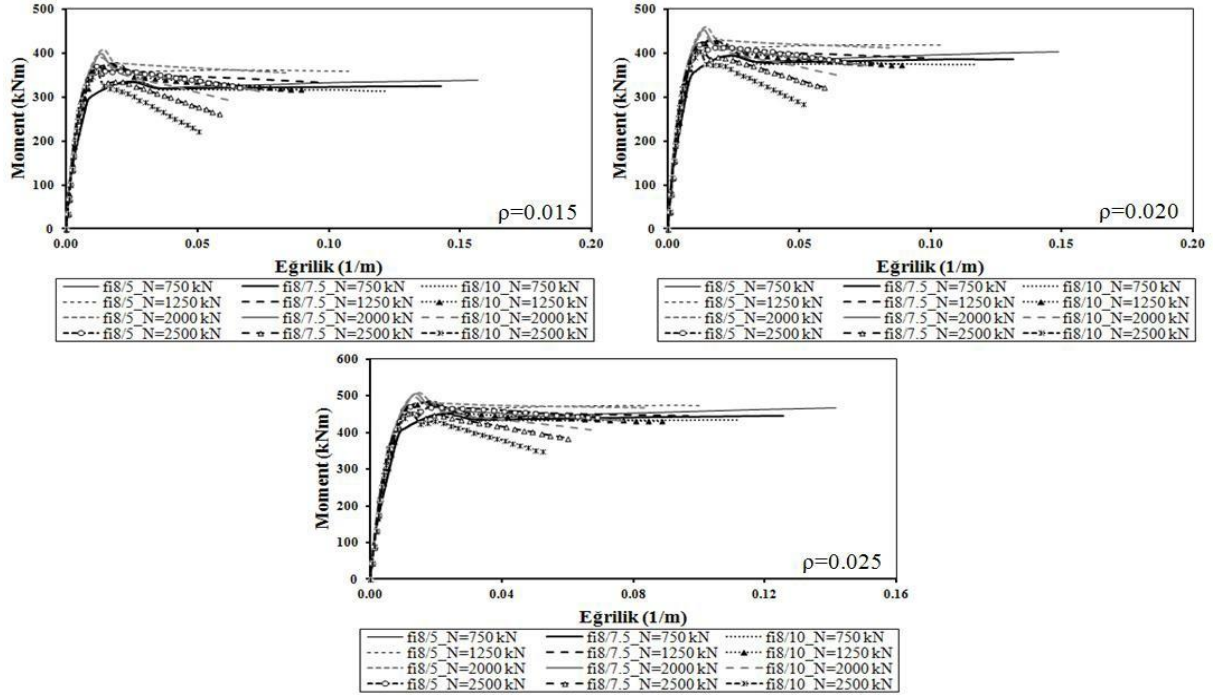 500
400
300
200
100
0
Moment (kNm)
ρ=0.015
0.00 0.05 0.10 0.15 0.20
Eğrilik (1/m)
fi8/5_N=750 kN fi8/7.5_N=750 kN fi8/10_N=750 kN
fi8/5_N=1250 kN fi8/7.5_N=1250 kN fi8/10_N=1250 kN
fi8/5_N=2000 kN fi8/7.5_N=2000 kN fi8/10_N=2000 kN
fi8/5_N=2500 kN fi8/7.5_N=2500 kN fi8/10_N=2500 kN
500
400
300
200
100
0
Moment (kNm)
ρ=0.020
0.00 0.05 0.10 0.15 0.20
Eğrilik (1/m)
fi8/5_N=750 kN fi8/7.5_N=750 kN fi8/10_N=750 kN
fi8/5_N=1250 kN fi8/7.5_N=1250 kN fi8/10_N=1250 kN
fi8/5_N=2000 kN fi8/7.5_N=2000 kN fi8/10_N=2000 kN
fi8/5_N=2500 kN fi8/7.5_N=2500 kN fi8/10_N=2500 kN
600
500
400
300
200
100
0
Moment (kNm)
ρ=0.025
0.00 0.04 0.08 0.12 0.16
Eğrilik (1/m)
fi8/5_N=750 kN fi8/7.5_N=750 kN fi8/10_N=750 kN
fi8/5_N=1250 kN fi8/7.5_N=1250 kN fi8/10_N=1250 kN
fi8/5_N=2000 kN fi8/7.5_N=2000 kN fi8/10_N=2000 kN
fi8/5_N=2500 kN fi8/7.5_N=2500 kN fi8/10_N=2500 kN